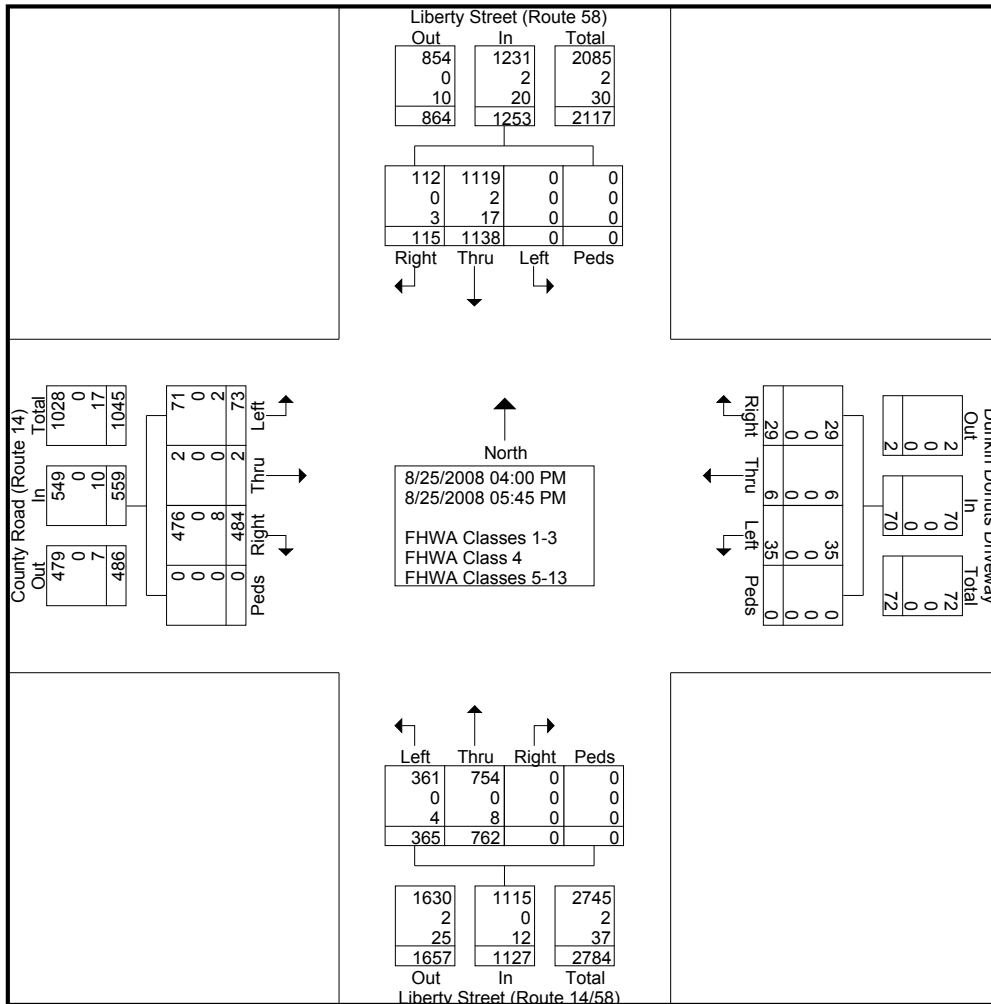 Liberty Street (Route 58)
Out In Total
854 1231 2085
0 2 2
10 20 30
864 1253 2117
112 1119 0 0
0 2 0 0
3 17 0 0
115 1138 0 0
Right Thru Left Peds
County Road (Route 14)
Total In Out
1028 549 479
0 0 0
17 10 7
1045 559 486
71 2 476 0
0 0 0 0
2 0 8 0
73 2 484 0
Left Thru Right Peds
North
8/25/2008 04:00 PM
8/25/2008 05:45 PM
FHWA Classes 1-3
FHWA Class 4
FHWA Classes 5-13
Right Thru Left Peds
29 6 35 0
0 0 0 0
0 0 0 0
29 6 35 0
Dunkin Donuts Driveway
Out In Total
2 70 72
0 0 0
0 0 0
2 70 72
Left Thru Right Peds
361 754 0 0
0 0 0 0
4 8 0 0
365 762 0 0
1630 1115 2745
2 0 2
25 12 37
1657 1127 2784
Out In Total
Liberty Street (Route 14/58)